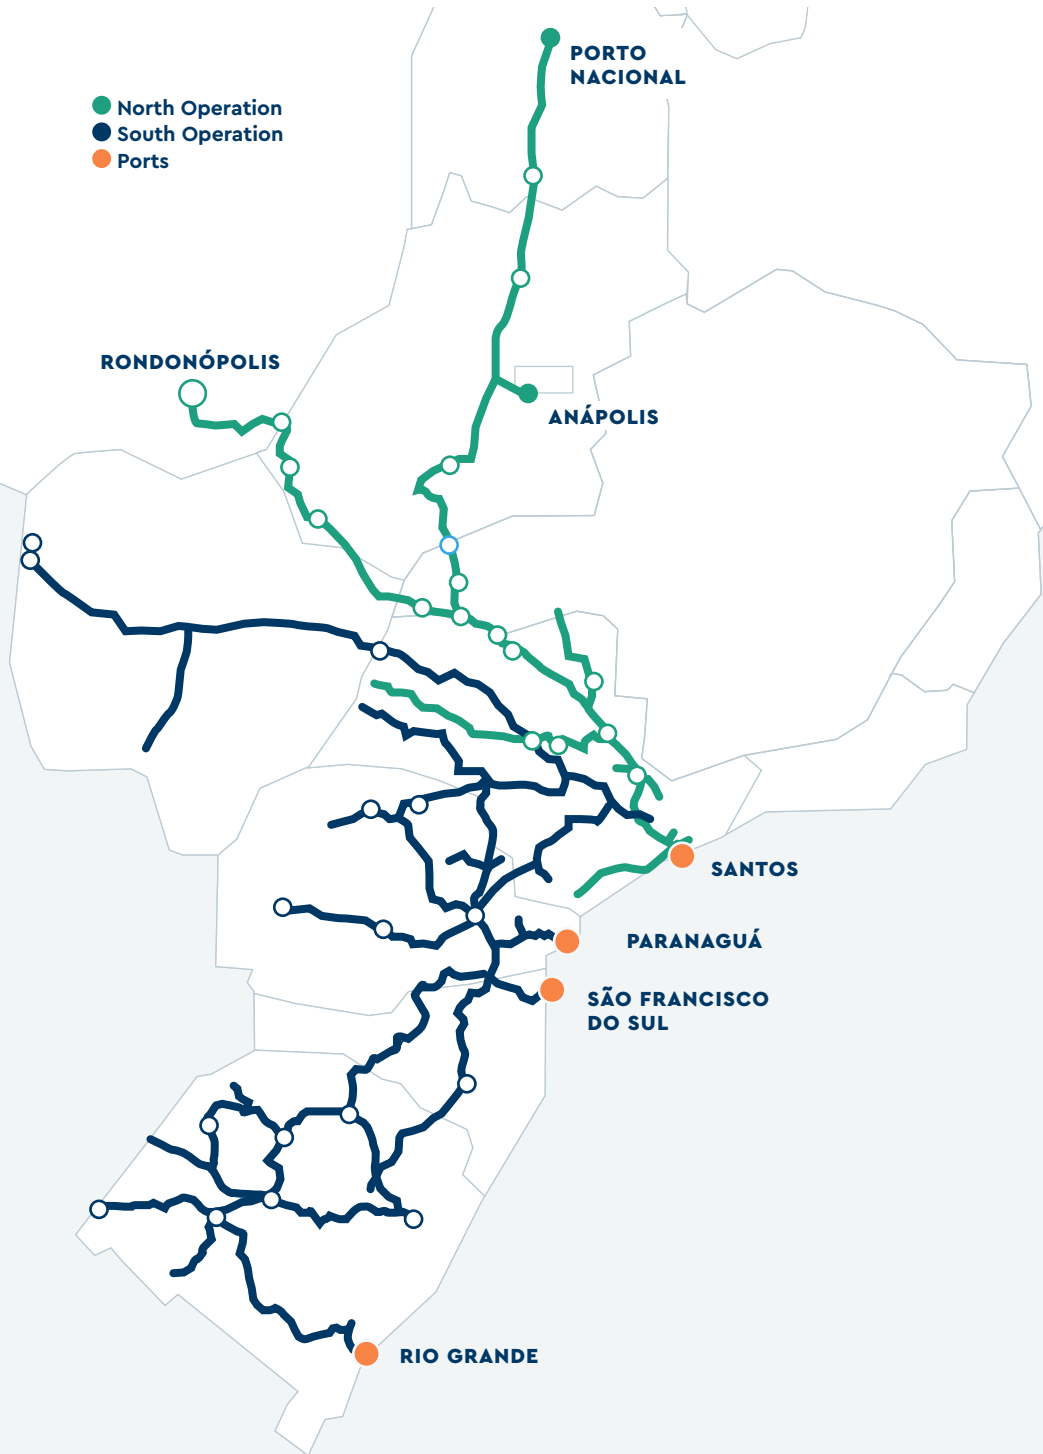 PORTO
NACIONAL
North Operation
South Operation
Ports
RONDONÓPOLIS
ANÁPOLIS
SANTOS
PARANAGUÁ
SÃO FRANCISCO
DO SUL
RIO GRANDE